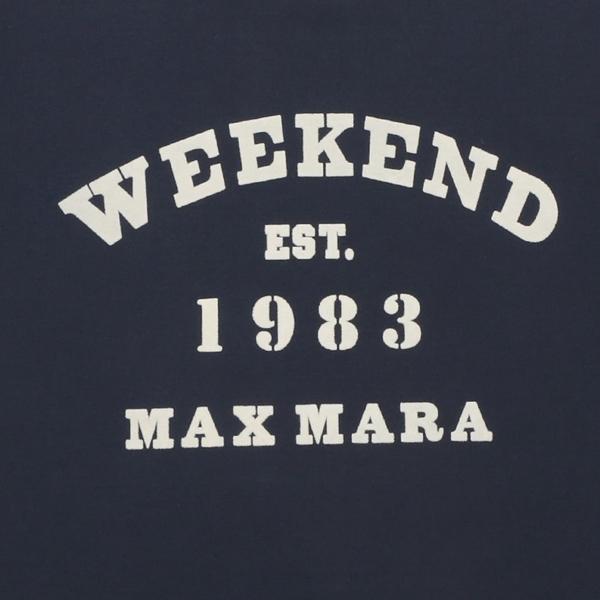 WEEKEND
EST.
1983
MAX MARA